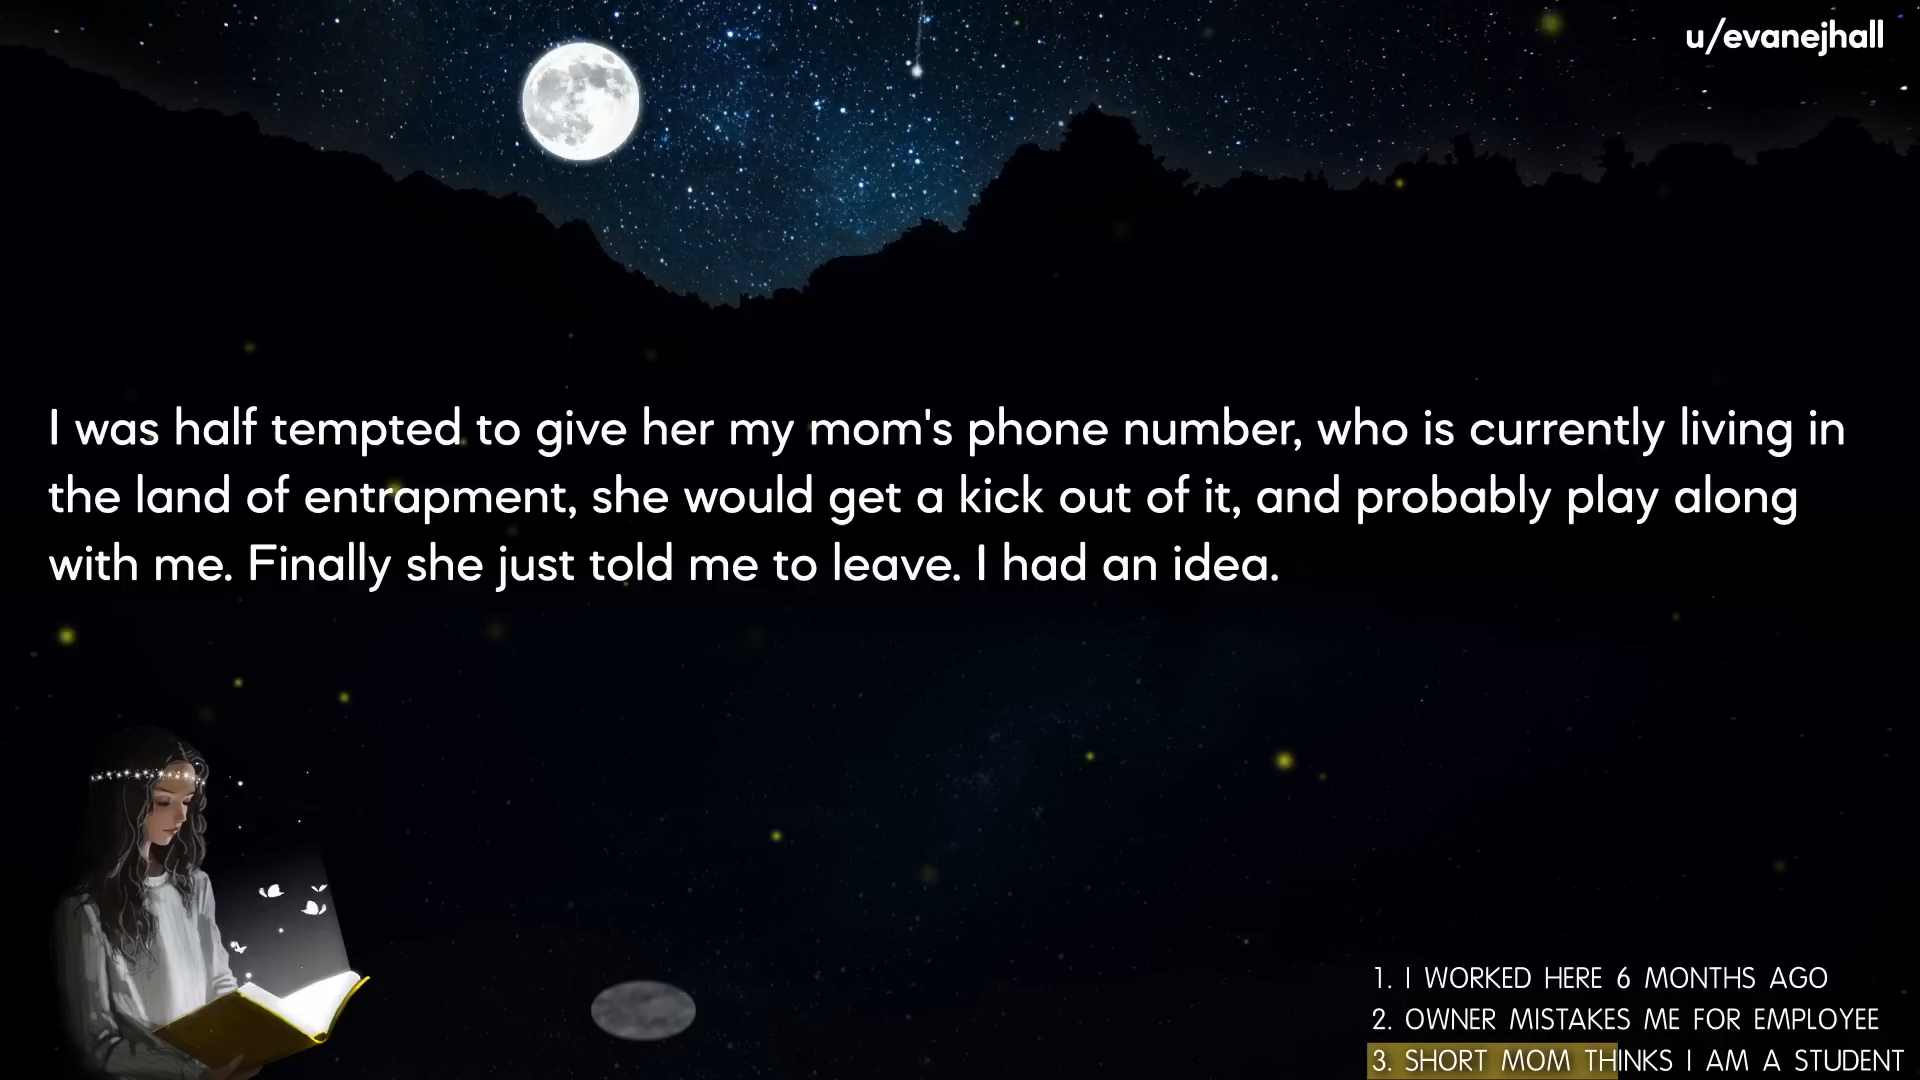 u/evanejhall
I was half tempted to give her my mom's phone number, who is currently living in
the land of entrapment, she would get a kick out of it, and probably play along
with me. Finally she just told me to leave. I had an idea.
1. I WORKED HERE 6 MONTHS AGO
2. OWNER MISTAKES ME FOR EMPLOYEE
3. SHORT MOM THINKS I AM A STUDENT